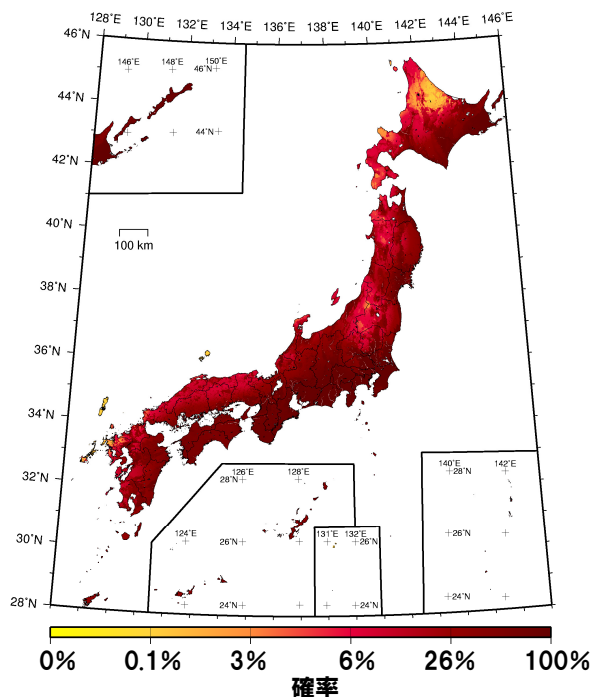 128°E 130°E 132°E 134°E 136°E 138°E 140°E 142°E 144°E 146°E
46°N
146°E 148°E 150°E
46°N
44°N
44°N
42°N
40°N
100 km
38°N
36°N
34°N
32°N
126°E 128°E
28°N
140°E 142°E
28°N
124°E
26°N
131°E 132°E
26°N
26°N
30°N
24°N
24°N
24°N
28°N
0% 0.1% 3% 6% 26% 100%
確率